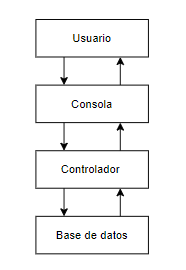 Usuario
Consola
Controlador
Base de datos